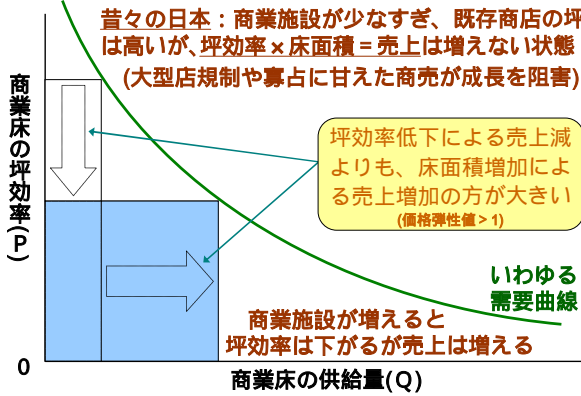 昔々の日本：商業施設が少なすぎ、既存商店の坪
は高いが、坪効率×床面積＝売上は増えない状態
(大型店規制や寡占に甘えた商売が成長を阻害)
商業床の坪効率(P)
坪効率低下による売上減
よりも、床面積増加によ
る売上増加の方が大きい
(価格弾性値>1)
いわゆる
需要曲線
商業施設が増えると
坪効率は下がるが売上は増える
0
商業床の供給量(Q)